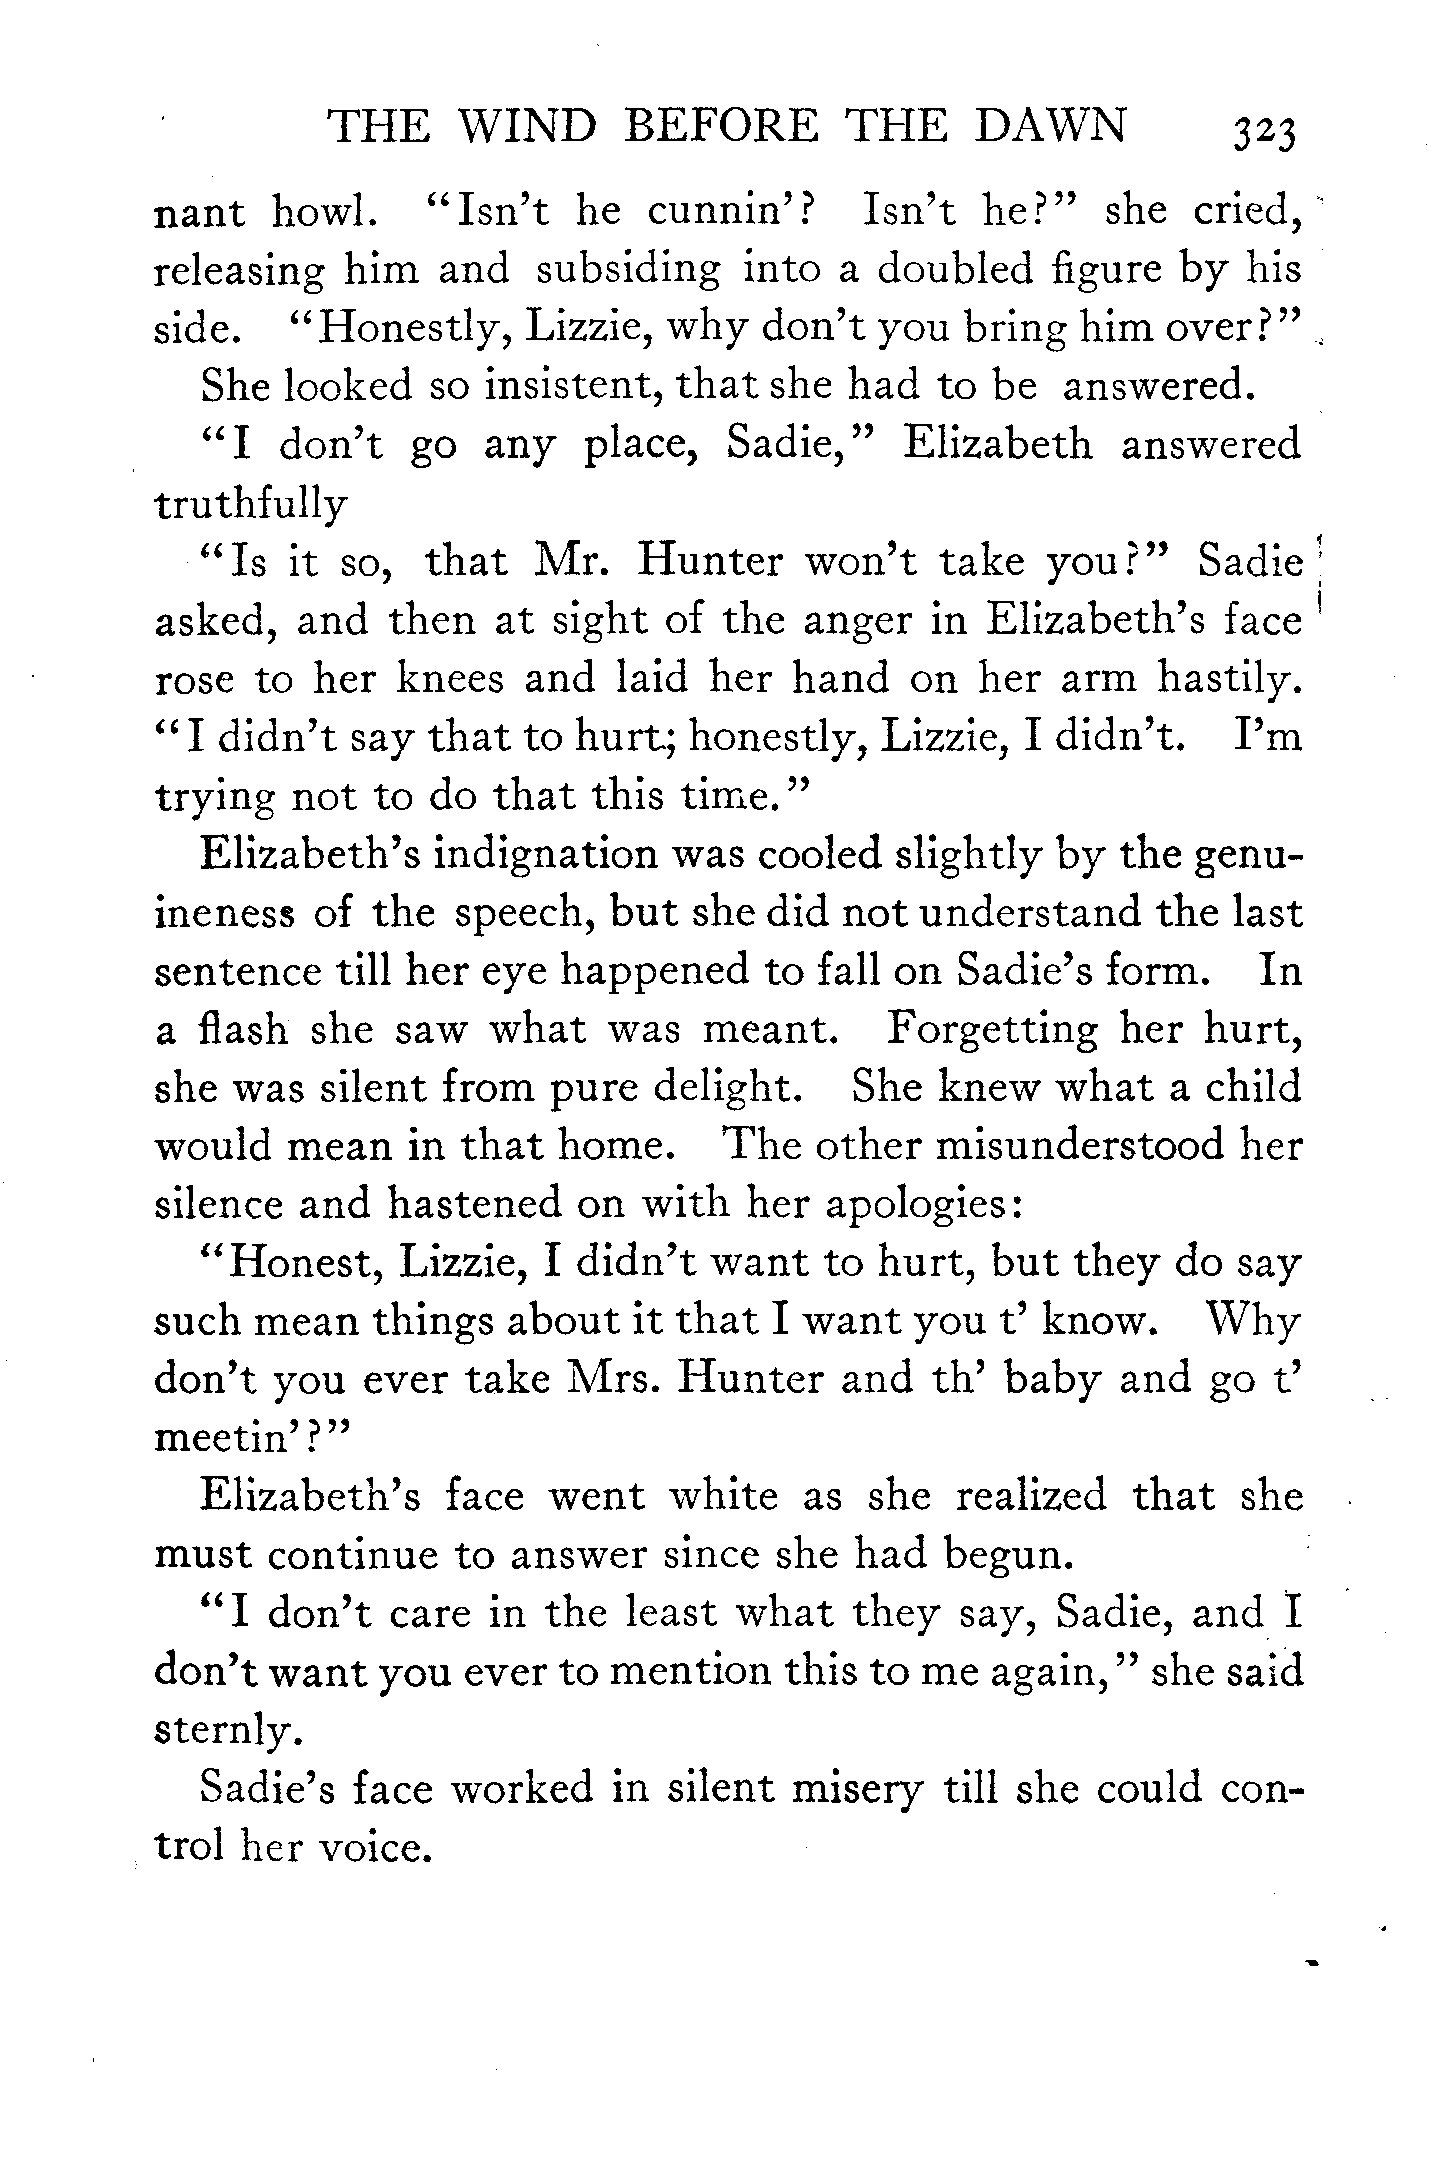 THE WIND BEFORE THE DAWN 323
nant howl. “Isn’t he cunnin’? Isn’t he?” she cried,
releasing him and subsiding into a doubled figure by his
side. “Honestly, Lizzie, why don’t you bring him over?”
She looked so insistent, that she had to be answered.
“I don’t go any place, Sadie,” Elizabeth answered
truthfully
“Is it so, that Mr. Hunter won’t take you?” Sadie
asked, and then at sight of the anger in Elizabeth’s face
rose to her knees and laid her hand on her arm hastily.
“I didn’t say that to hurt; honestly, Lizzie, I didn’t. I’m
trying not to do that this time.”
Elizabeth’s indignation was cooled slightly by the genu-
ineness of the speech, but she did not understand the last
sentence till her eye happened to fall on Sadie’s form. In
a flash she saw what was meant. Forgetting her hurt,
she was silent from pure delight. She knew what a child
would mean in that home. The other misunderstood her
silence and hastened on with her apologies:
“Honest, Lizzie, I didn’t want to hurt, but they do say
such mean things about it that I want you t’ know. Why
don’t you ever take Mrs. Hunter and th’ baby and go t’
meetin’?”
Elizabeth’s face went white as she realized that she
must continue to answer since she had begun.
“I don’t care in the least what they say, Sadie, and I
don’t want you ever to mention this to me again,” she said
sternly.
Sadie’s face worked in silent misery till she could con-
trol her voice.